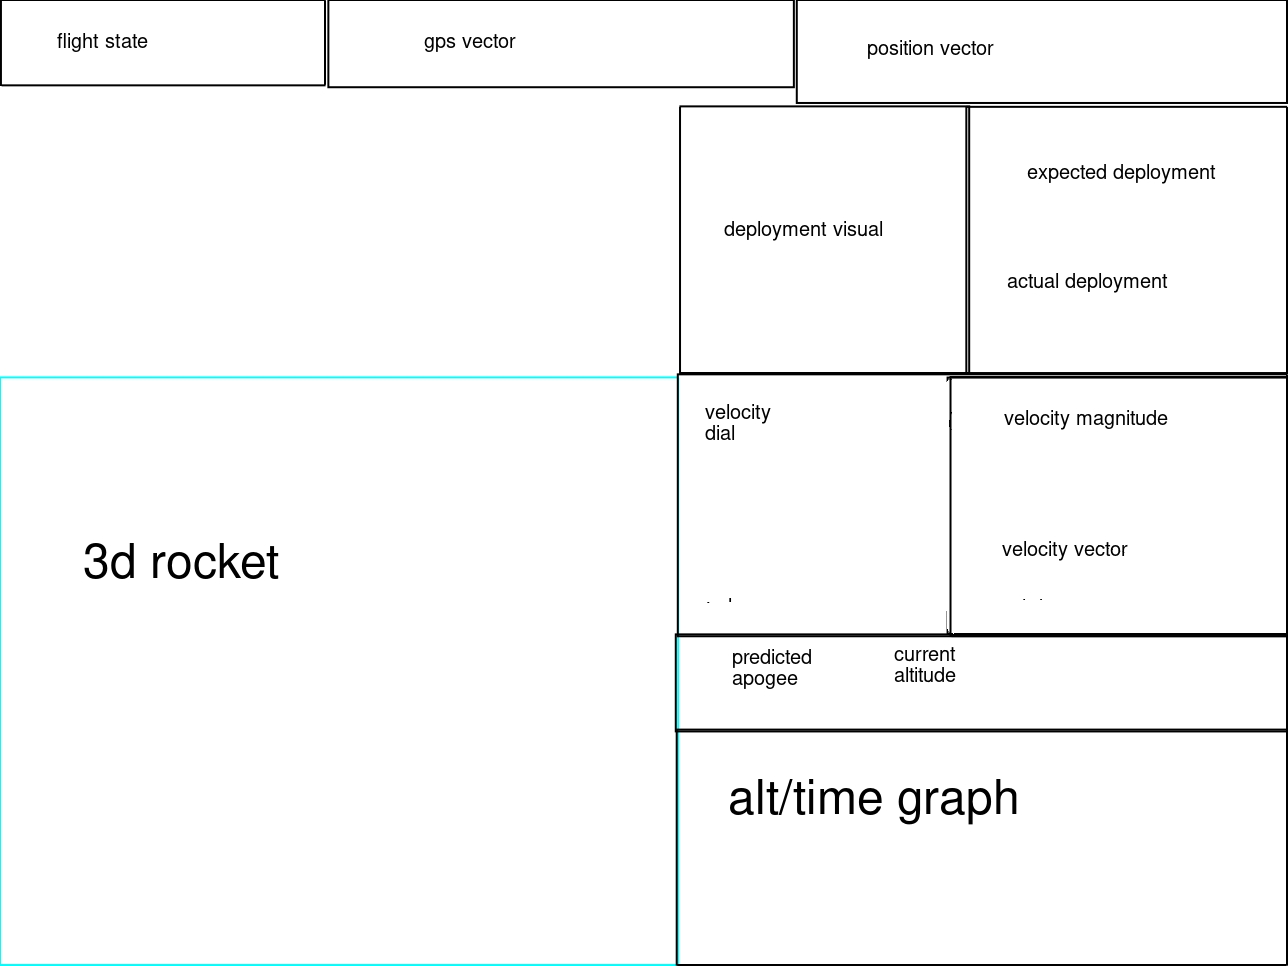 flight state
gps vector
position vector
expected deployment
deployment visual
actual deployment
velocity
dial
velocity magnitude
velocity vector
3d rocket
predicted
apogee
current
altitude
alt/time graph